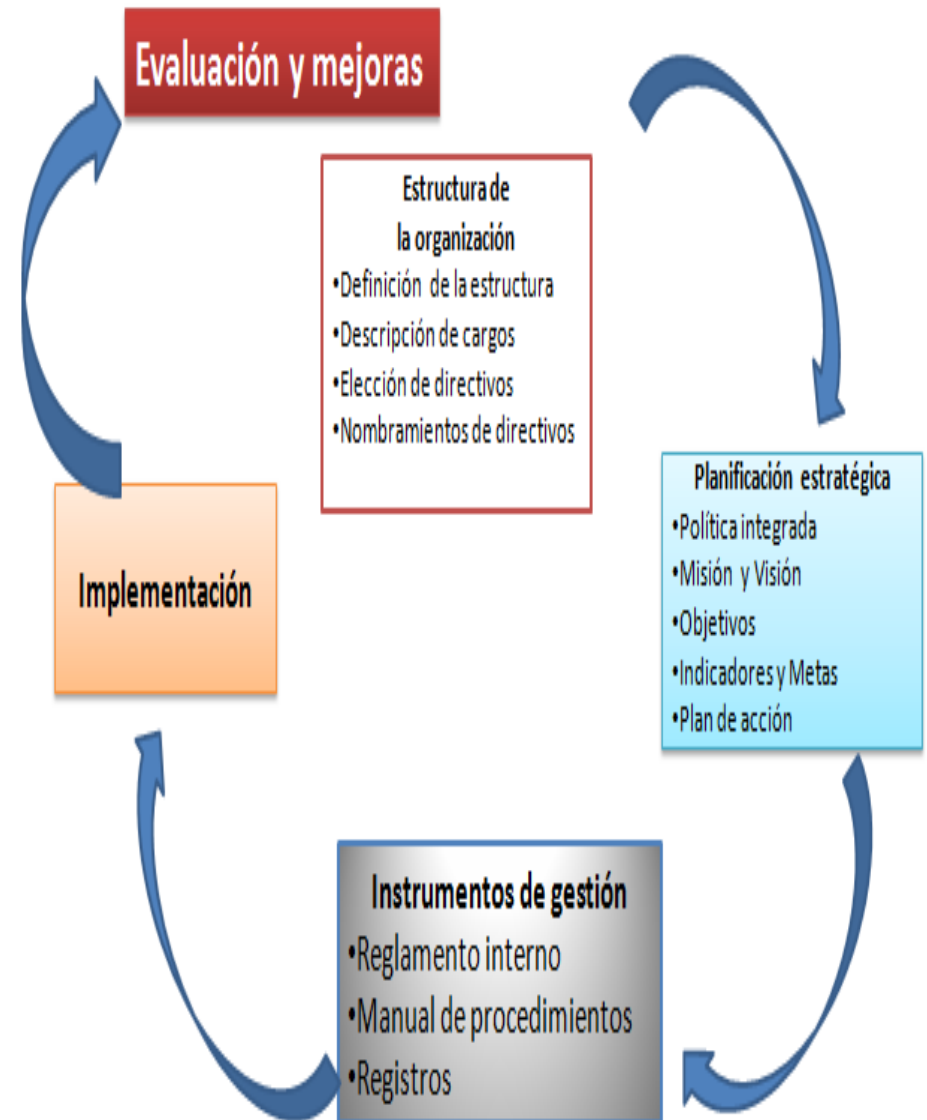 Evaluación y mejoras
Estructura de
la organización
•Definición de la estructura
•Descripción de cargos
•Elección de directivos
•Nombramientos de directivos
Planificación estratégica
•Política integrada
•Misión y Visión
•Objetivos
•Indicadores y Metas
•Plan de acción
Implementación
Instrumentos de gestión
•Reglamento interno
•Manual de procedimientos
•Registros